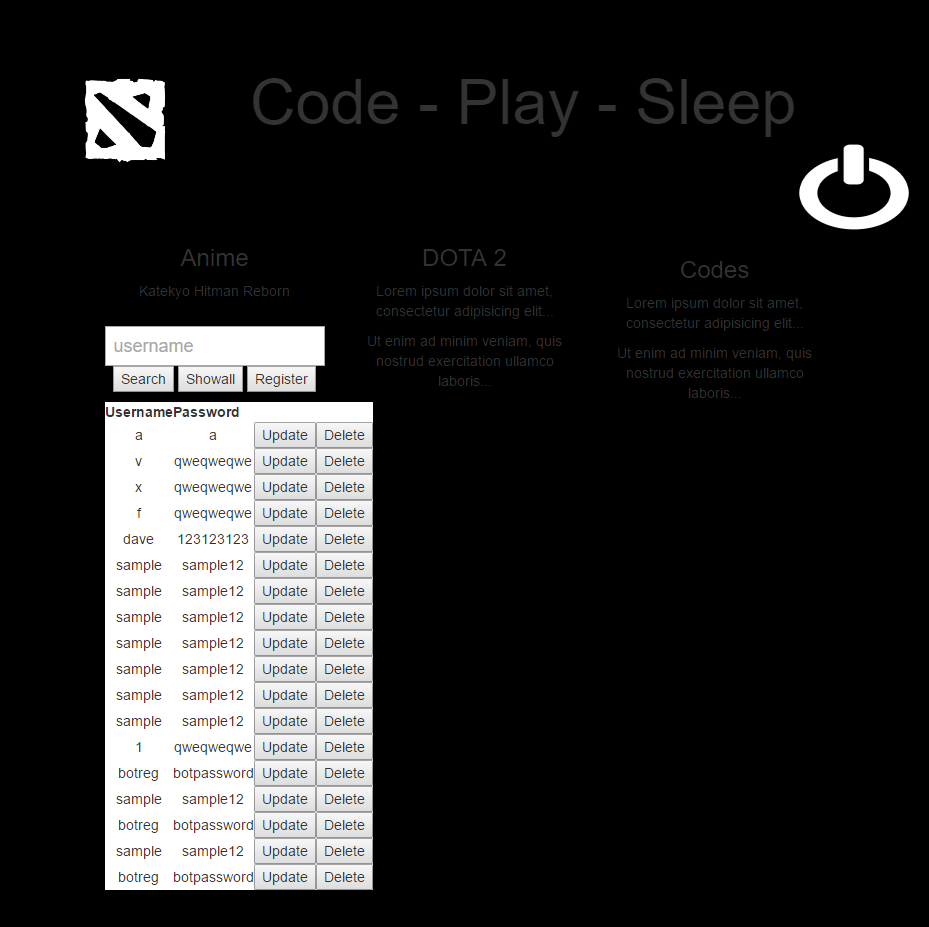 Code - Play - Sleep
Anime
Katekyo Hitman Reborn
DOTA 2
Lorem ipsum dolor sit amet,
consectetur adipisicing elit...
Ut enim ad minim veniam, quis
nostrud exercitation ullamco
laboris...
Codes
Lorem ipsum dolor sit amet,
consectetur adipisicing elit...
Ut enim ad minim veniam, quis
nostrud exercitation ullamco
laboris...
username
Search Showall Register
Username Password
a a Update Delete
v qweqweqwe Update Delete
x qweqweqwe Update Delete
f qweqweqwe Update Delete
dave 123123123 Update Delete
sample sample12 Update Delete
sample sample12 Update Delete
sample sample12 Update Delete
sample sample12 Update Delete
sample sample12 Update Delete
sample sample12 Update Delete
sample sample12 Update Delete
1 qweqweqwe Update Delete
botreg botpassword Update Delete
sample sample12 Update Delete
botreg botpassword Update Delete
sample sample12 Update Delete
botreg botpassword Update Delete